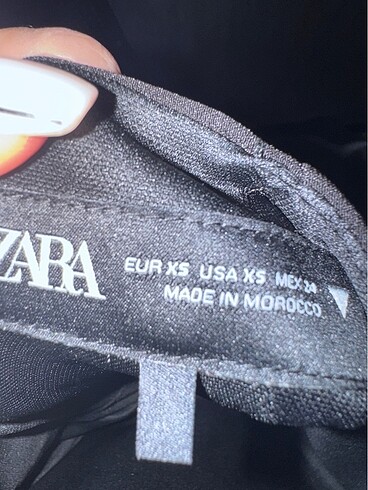 ZARA
EUR XS USA XS MEX 24
MADE IN MOROCCO